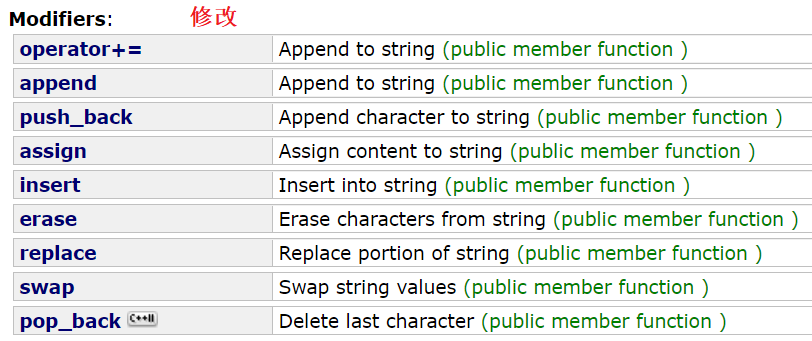 Modifiers: 修改
operator+= Append to string (public member function )
append Append to string (public member function )
push_back Append character to string (public member function )
assign Assign content to string (public member function )
insert Insert into string (public member function )
erase Erase characters from string (public member function )
replace Replace portion of string (public member function )
swap Swap string values (public member function )
pop_back C++11 Delete last character (public member function )